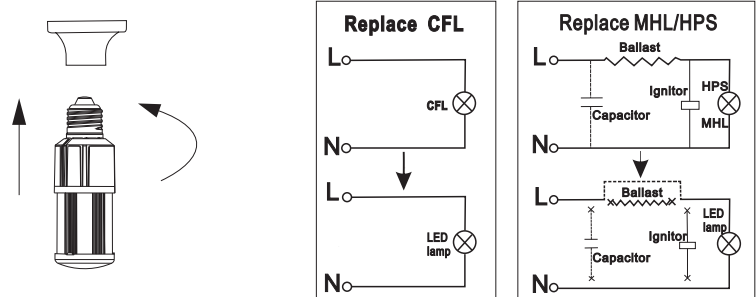 Replace CFL
L
CFL
N
L
LED
lamp
N
Replace MHL/HPS
Ballast
L
Ignitor
HPS
Capacitor
MHL
N
Ballast
L
LED
lamp
Ignitor
Capacitor
N